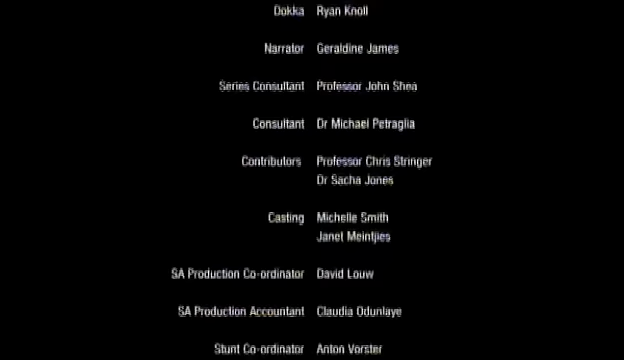 Dokka Ryan Knoll
Narrator Geraldine James
Series Consultant Professor John Shea
Consultant Dr Michael Petraglia
Contributors Professor Chris Stringer
Dr Sacha Jones
Casting Michelle Smith
Janet Meintjies
SA Production Co-ordinator David Louw
SA Production Accountant Claudia Odunlaye
Stunt Co-ordinator Anton Vorster